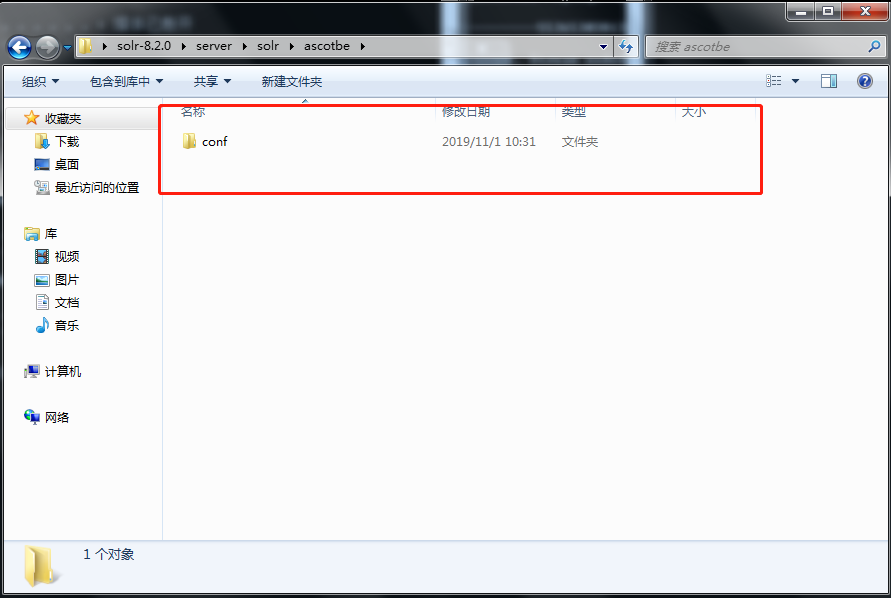 solr-8.2.0 server solr ascotbe
搜索 ascotbe
组织 包含到库中 共享 新建文件夹
收藏夹
下载
桌面
最近访问的位置
库
视频
图片
文档
音乐
计算机
网络
名称 修改日期 类型 大小
conf 2019/11/1 10:31 文件夹
1 个对象